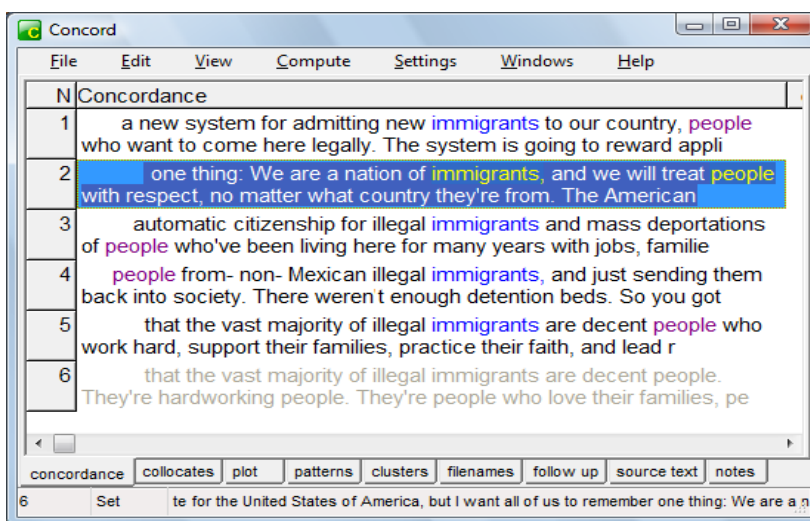 Concord
File Edit View Compute Settings Windows Help
N Concordance
1 a new system for admitting new immigrants to our country, people
who want to come here legally. The system is going to reward appli
2 one thing: We are a nation of immigrants, and we will treat people
with respect, no matter what country they're from. The American
3 automatic citizenship for illegal immigrants and mass deportations
of people who've been living here for many years with jobs, familie
4 people from- non- Mexican illegal immigrants, and just sending them
back into society. There weren't enough detention beds. So you got
5 that the vast majority of illegal immigrants are decent people who
work hard, support their families, practice their faith, and lead r
6 that the vast majority of illegal immigrants are decent people.
They're hardworking people. They're people who love their families, pe
concordance collocates plot patterns clusters filenames follow up source text notes
6 Set te for the United States of America, but I want all of us to remember one thing: We are a n